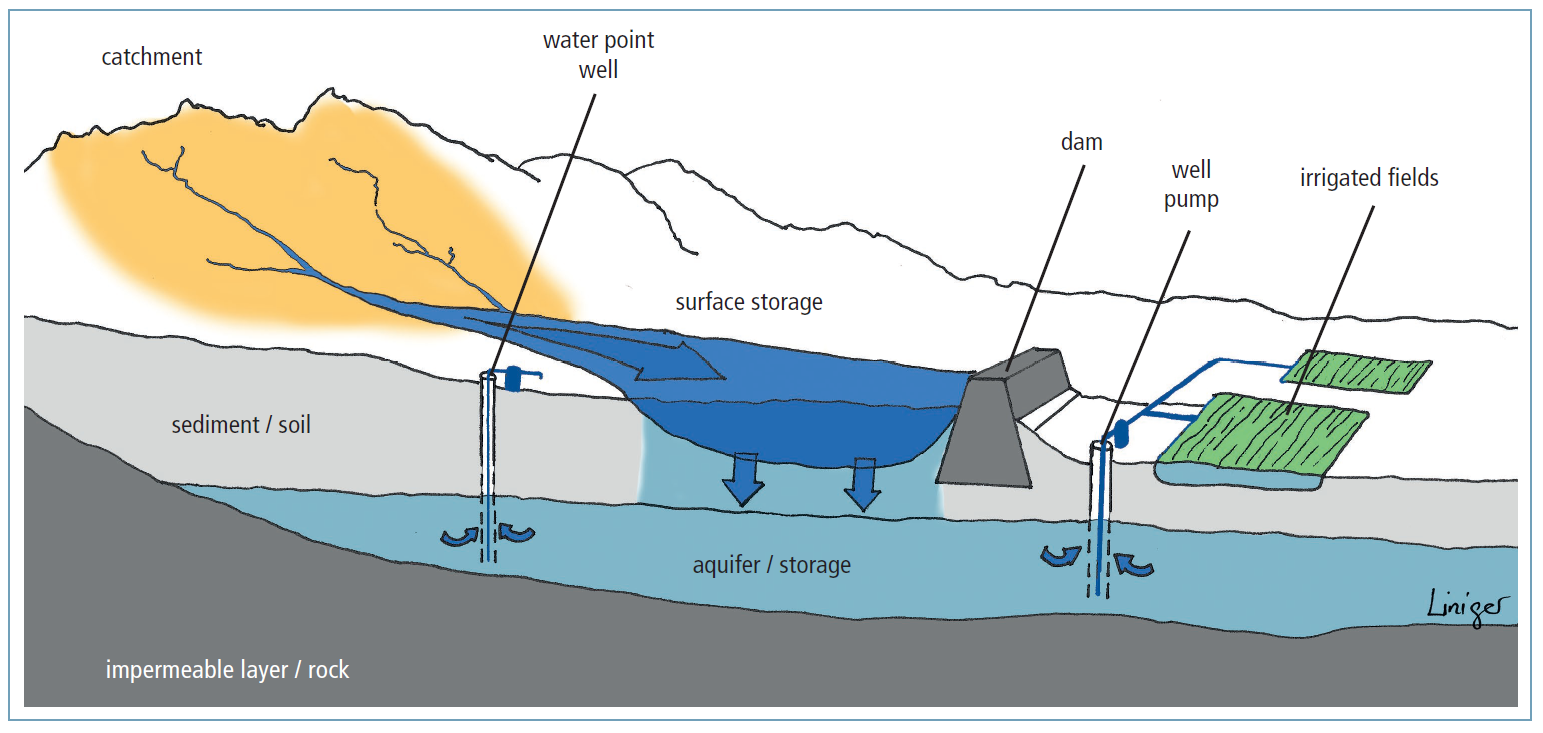 catchment
water point
well
dam
well
pump
irrigated fields
surface storage
sediment / soil
aquifer / storage
Liniger
impermeable layer / rock